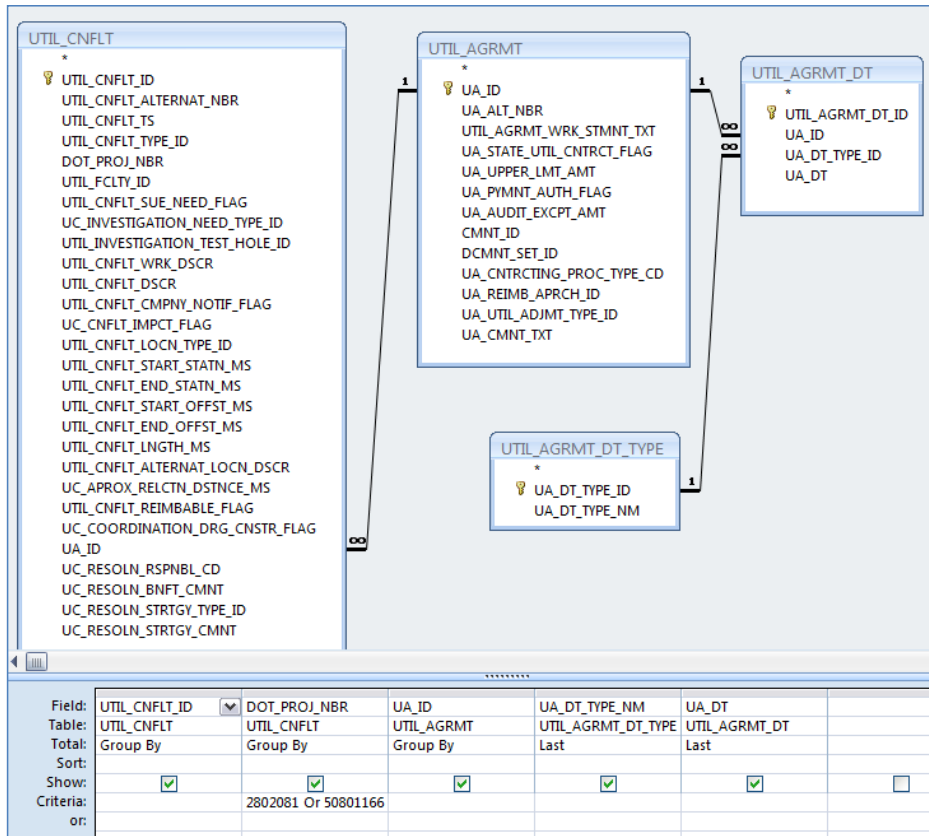 UTIL_CNFLT
*
UTIL_CNFLT_ID
UTIL_CNFLT_ALTERNAT_NBR
UTIL_CNFLT_TS
UTIL_CNFLT_TYPE_ID
DOT_PROJ_NBR
UTIL_FCLTY_ID
UTIL_CNFLT_SUE_NEED_FLAG
UC_INVESTIGATION_NEED_TYPE_ID
UTIL_INVESTIGATION_TEST_HOLE_ID
UTIL_CNFLT_WRK_DSCR
UTIL_CNFLT_DSCR
UTIL_CNFLT_CMPNY_NOTIF_FLAG
UC_CNFLT_IMPCT_FLAG
UTIL_CNFLT_LOCN_TYPE_ID
UTIL_CNFLT_START_STATN_MS
UTIL_CNFLT_END_STATN_MS
UTIL_CNFLT_START_OFFST_MS
UTIL_CNFLT_END_OFFST_MS
UTIL_CNFLT_LNGTH_MS
UTIL_CNFLT_ALTERNAT_LOCN_DSCR
UC_APROX_RELCTN_DSTNCE_MS
UTIL_CNFLT_REIMBABLE_FLAG
UC_COORDINATION_DRG_CNSTR_FLAG
UA_ID
UC_RESOLN_RSPNBL_CD
UC_RESOLN_BNFT_CMNT
UC_RESOLN_STRTGY_TYPE_ID
UC_RESOLN_STRTGY_CMNT
1
∞
UTIL_AGRMT
*
UA_ID
UA_ALT_NBR
UTIL_AGRMT_WRK_STMNT_TXT
UA_STATE_UTIL_CNTRCT_FLAG
UA_UPPER_LMT_AMT
UA_PYMNT_AUTH_FLAG
UA_AUDIT_EXCPT_AMT
CMNT_ID
DCMNT_SET_ID
UA_CNTRCTING_PROC_TYPE_CD
UA_REIMB_APRCH_ID
UA_UTIL_ADJMT_TYPE_ID
UA_CMNT_TXT
1
∞
∞
UTIL_AGRMT_DT
*
UTIL_AGRMT_DT_ID
UA_ID
UA_DT_TYPE_ID
UA_DT
UTIL_AGRMT_DT_TYPE
*
UA_DT_TYPE_ID
UA_DT_TYPE_NM
1
Field: UTIL_CNFLT_ID DOT_PROJ_NBR UA_ID UA_DT_TYPE_NM UA_DT
Table: UTIL_CNFLT UTIL_CNFLT UTIL_AGRMT UTIL_AGRMT_DT_TYPE UTIL_AGRMT_DT
Total: Group By Group By Group By Last Last
Sort:
Show:
Criteria: 2802081 Or 50801166
or: